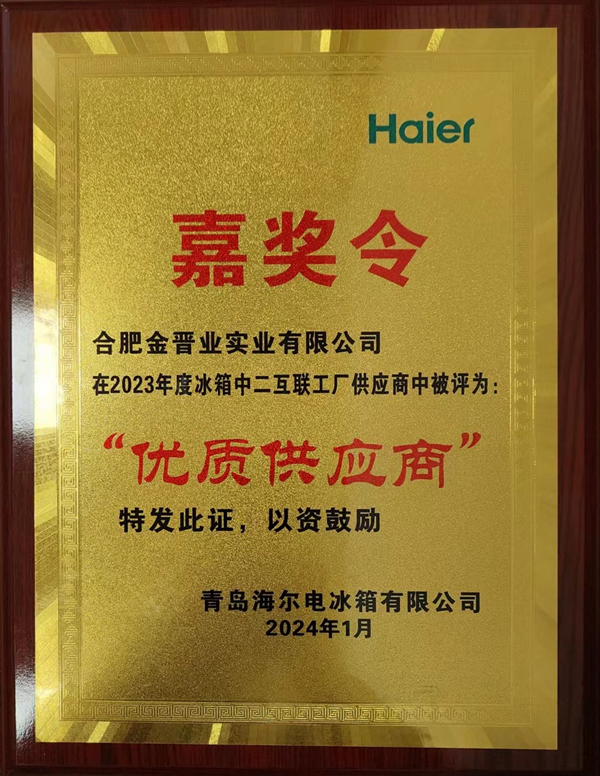 Haier
嘉奖令
合肥金晋业实业有限公司
在2023年度冰箱中二互联工厂供应商中被评为：
“优质供应商”
特发此证，以资鼓励
青岛海尔电冰箱有限公司
2024年1月